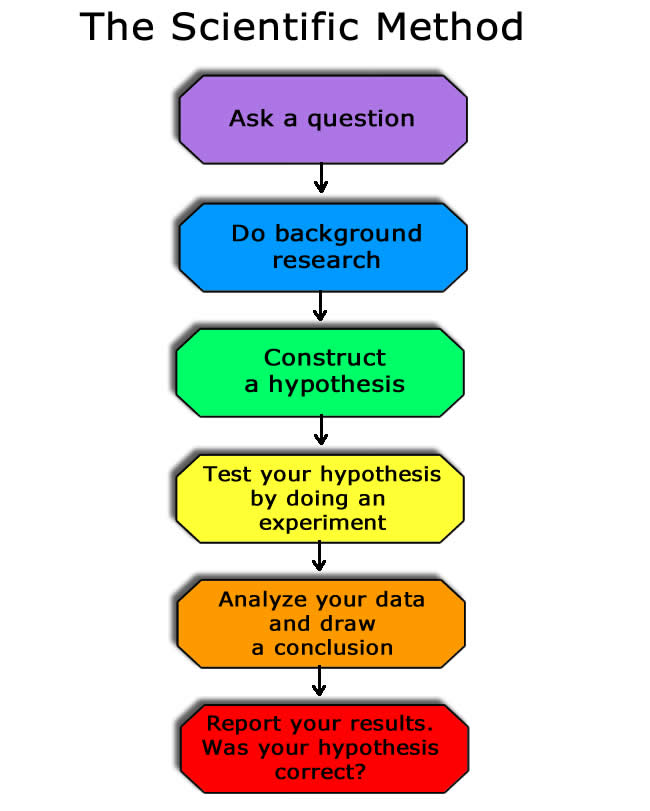 The Scientific Method
Ask a question
Do background
research
Construct
a hypothesis
Test your hypothesis
by doing an
experiment
Analyze your data
and draw
a conclusion
Report your results.
Was your hypothesis
correct?